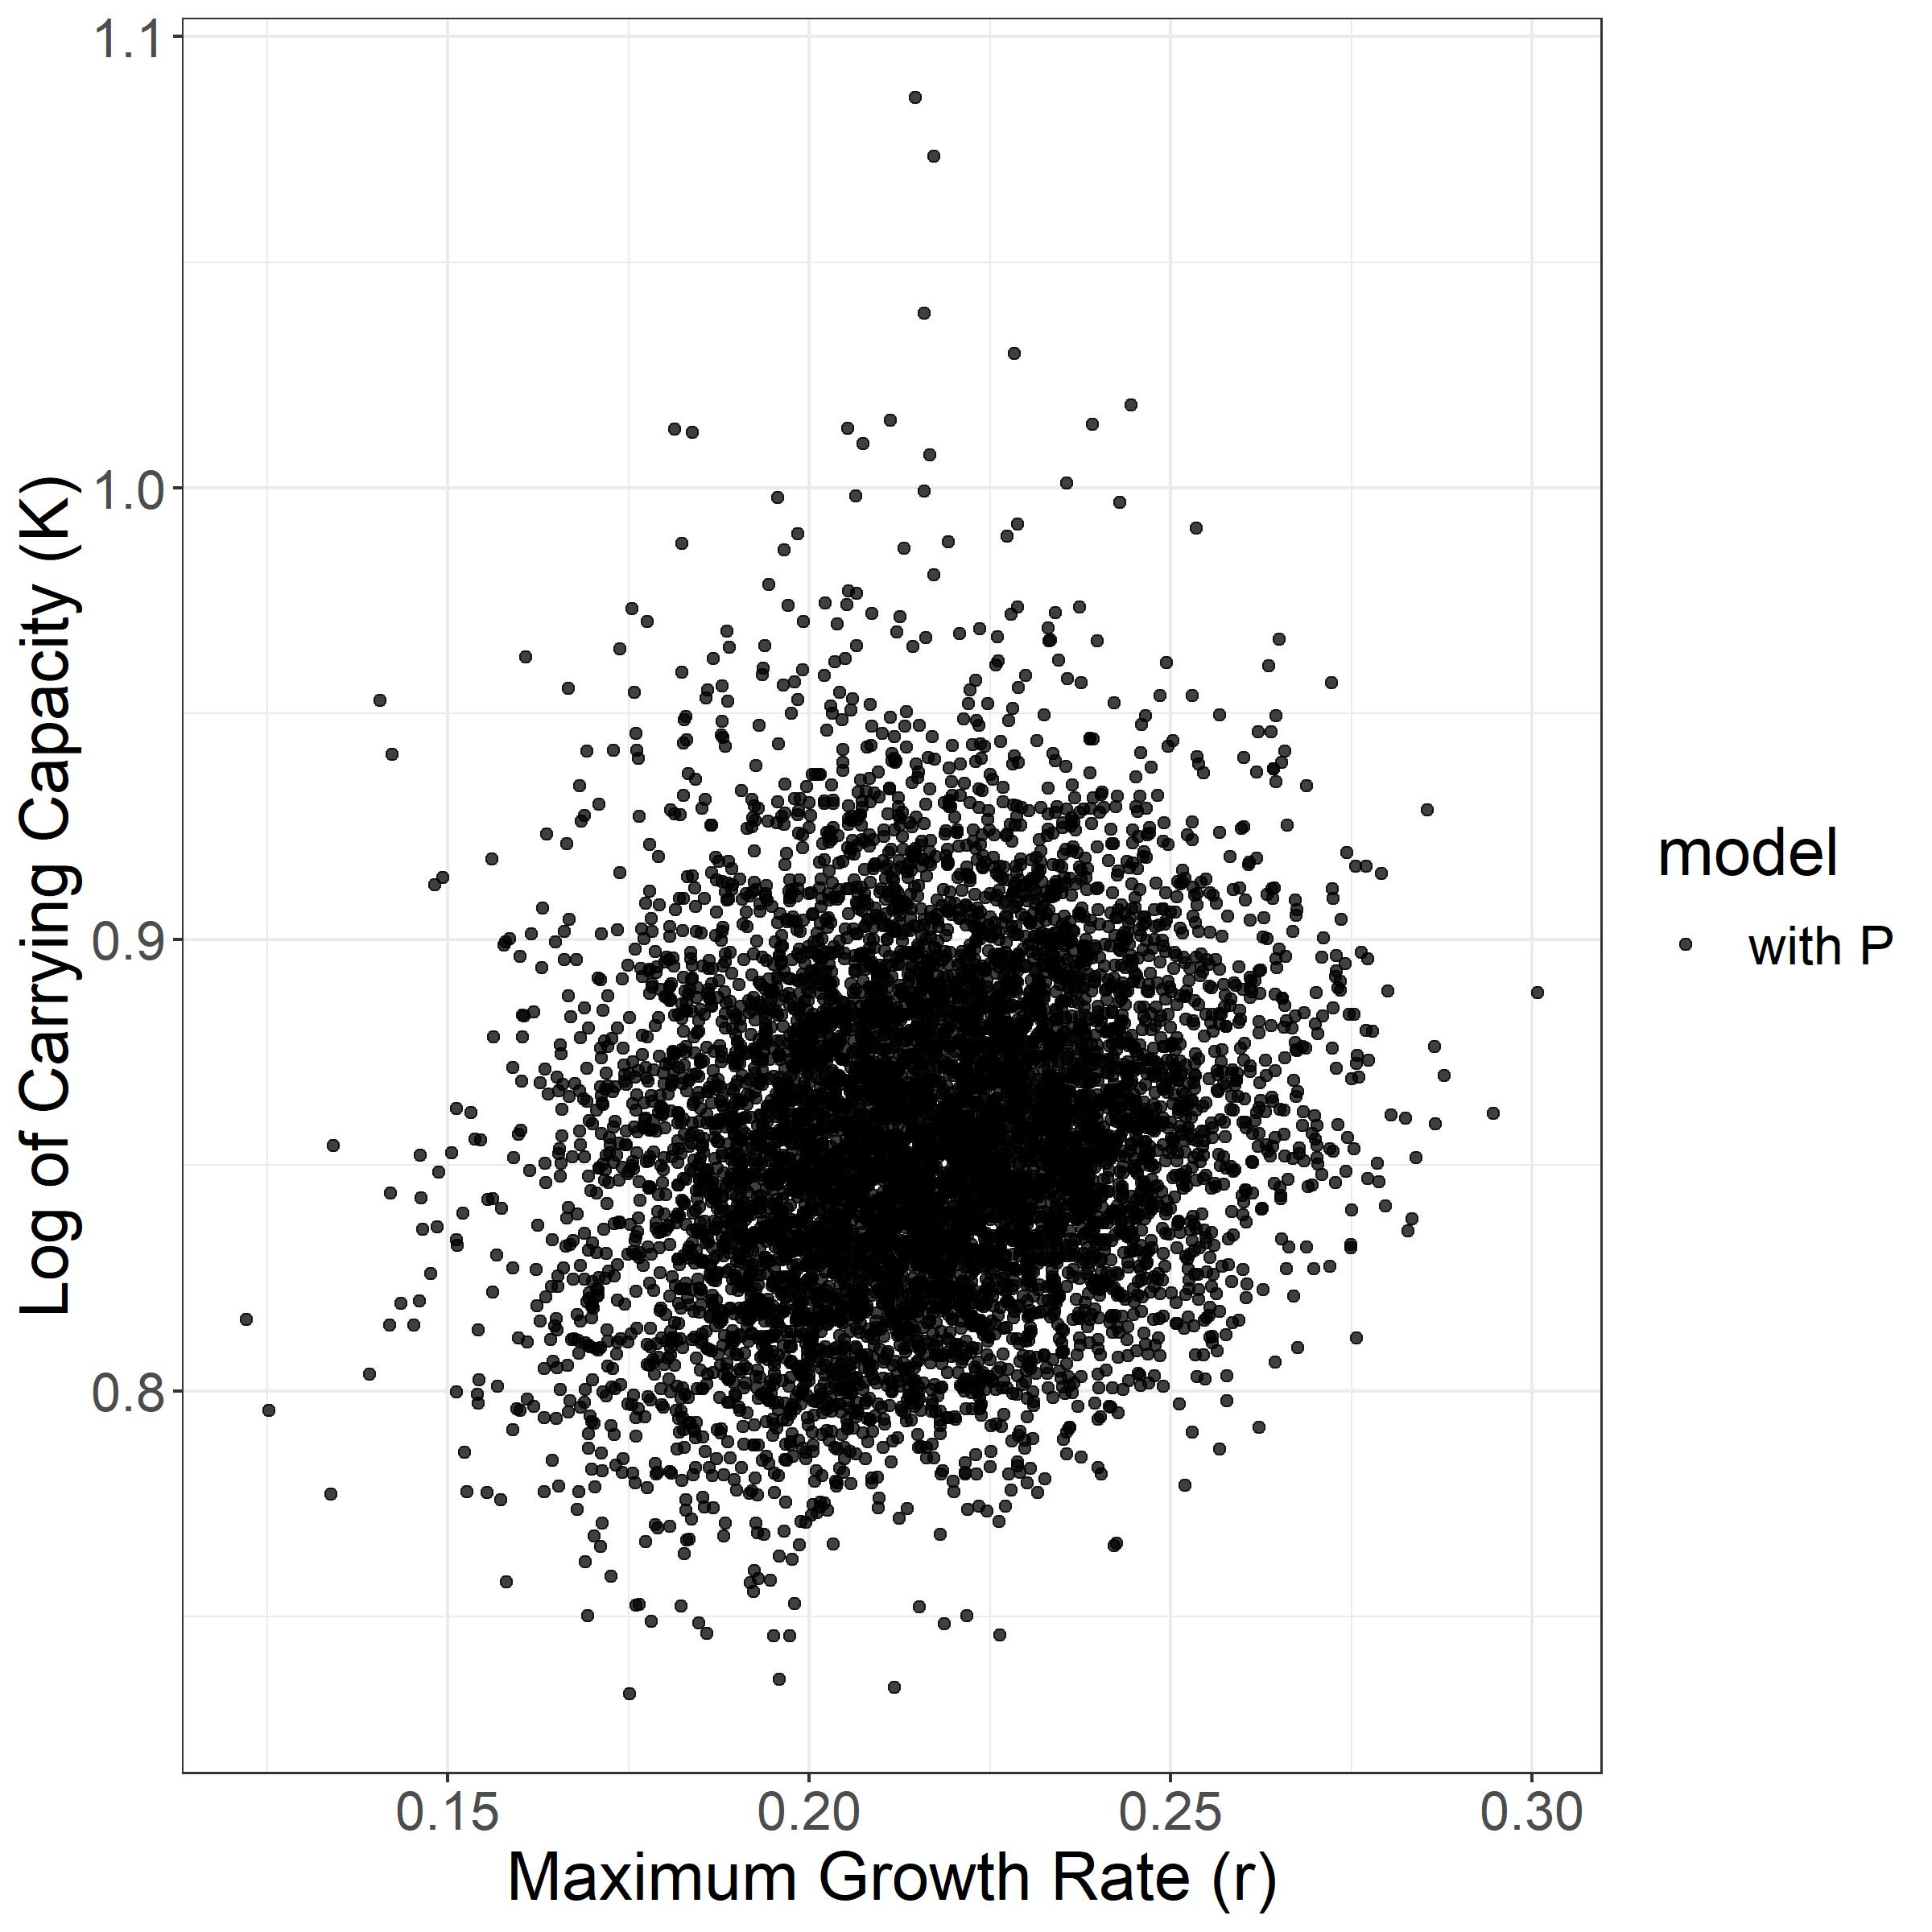 1.1
1.0
0.9
0.8
Log of Carrying Capacity (K)
0.15 0.20 0.25 0.30
Maximum Growth Rate (r)
model
with P